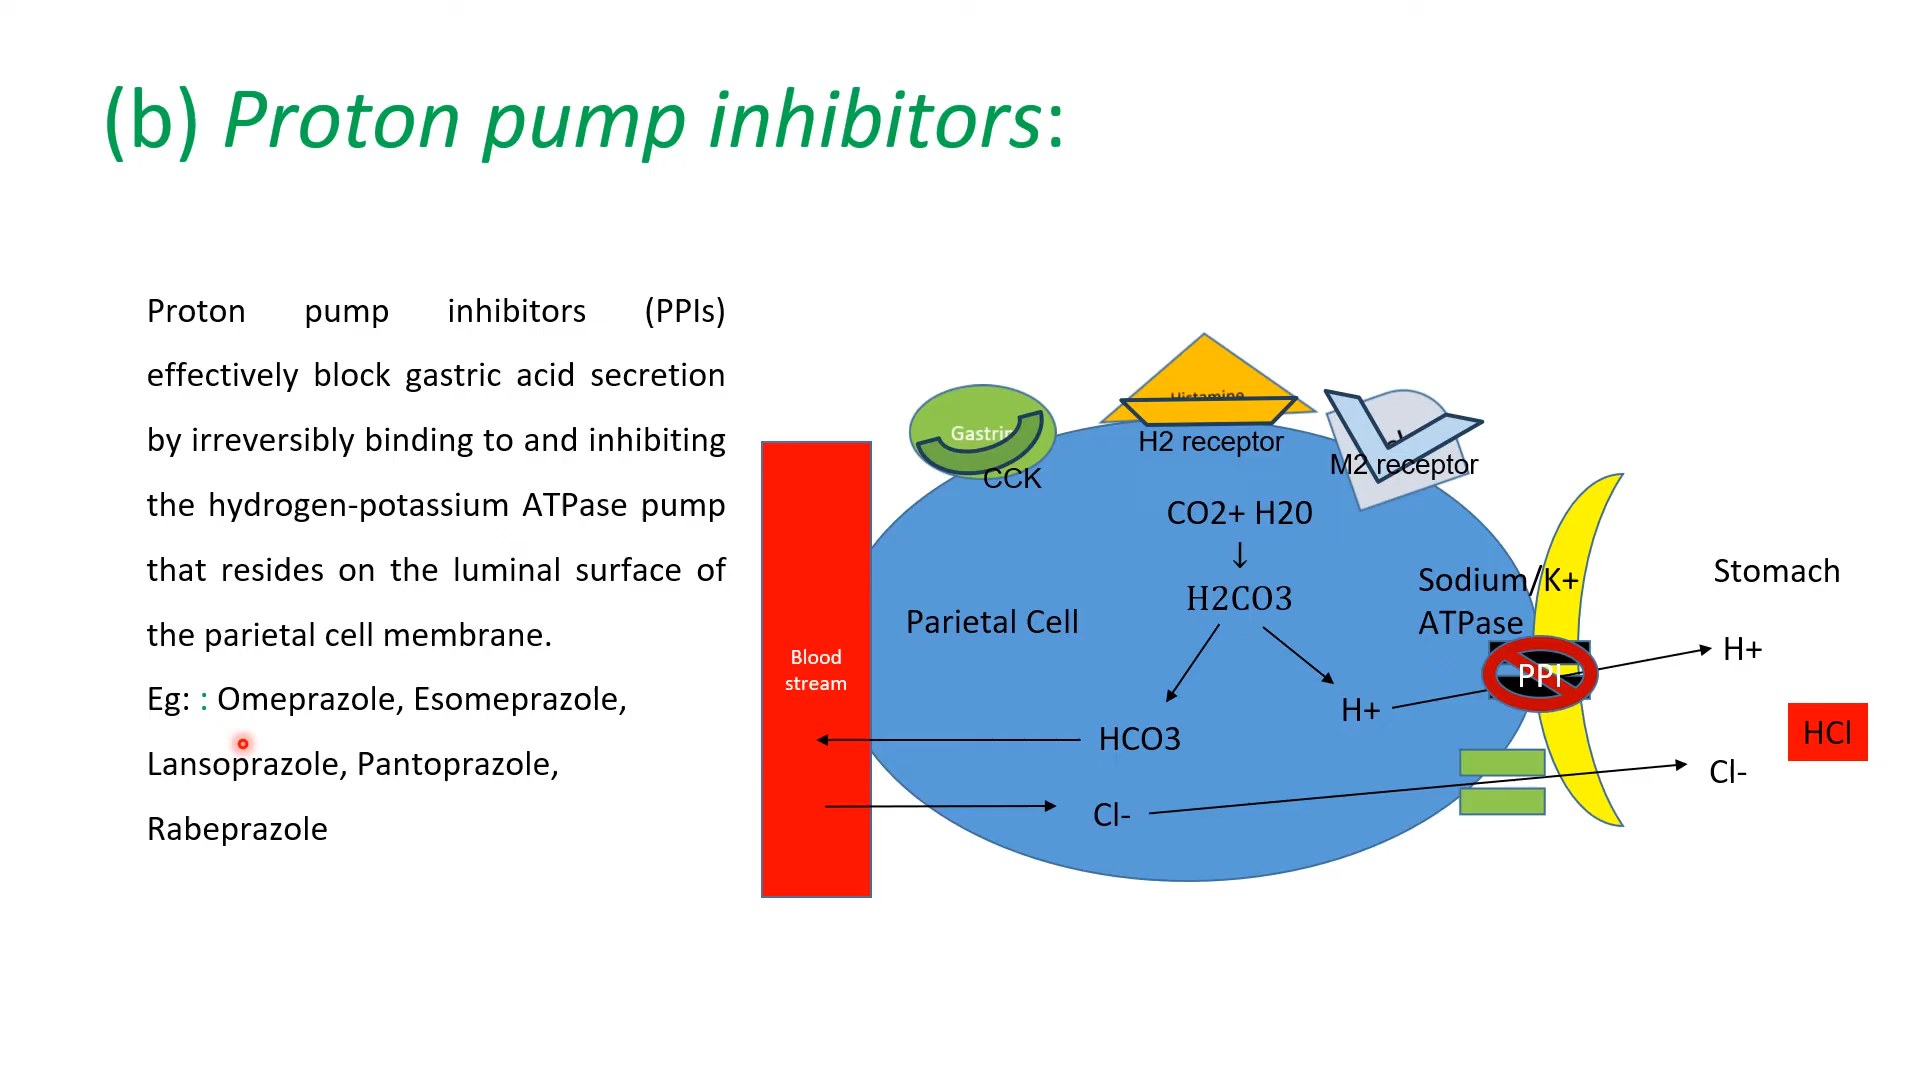 (b) Proton pump inhibitors:
Proton pump inhibitors (PPIs)
effectively block gastric acid secretion
by irreversibly binding to and inhibiting
the hydrogen-potassium ATPase pump
that resides on the luminal surface of
the parietal cell membrane.
Eg: : Omeprazole, Esomeprazole,
Lansoprazole, Pantoprazole,
Rabeprazole
Histamine
Gastrin
H2 receptor
M2 receptor
CCK
CO2+ H20
↓
H2CO3
Sodium/K+
ATPase
Stomach
Parietal Cell
Blood
stream
PPI
H+
H+
HCO3
HCl
Cl-
Cl-